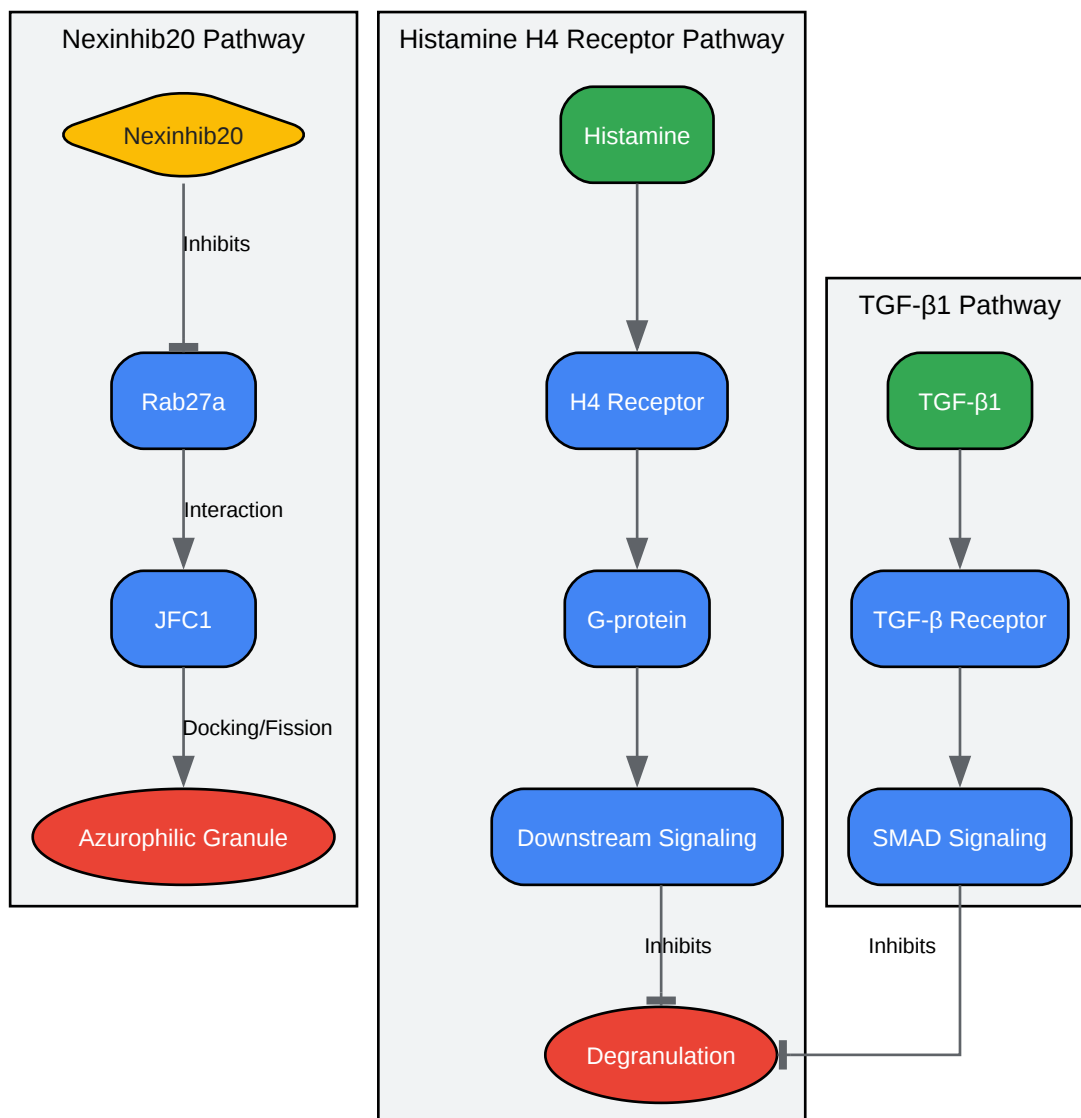 Nexinhib20 Pathway
Nexinhib20
Inhibits
Rab27a
Interaction
JFC1
Docking/Fission
Azurophilic Granule
Histamine H4 Receptor Pathway
Histamine
H4 Receptor
G-protein
Downstream Signaling
Inhibits
Degranulation
TGF-β1 Pathway
TGF-β1
TGF-β Receptor
SMAD Signaling
Inhibits